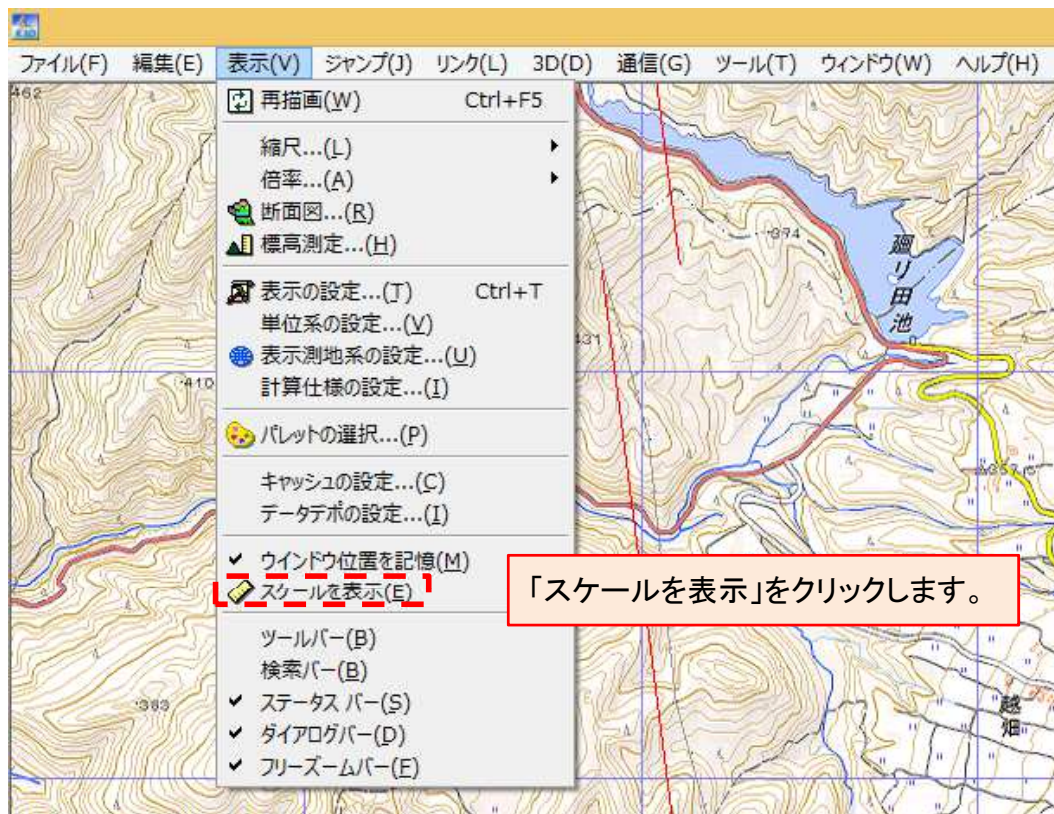 ファイル(F) 編集(E) 表示(V) ジャンプ(J) リンク(L) 3D(D) 通信(G) ツール(T) ウィンドウ(W) ヘルプ(H)
462
再描画(W) Ctrl+F5
縮尺...(L)
倍率...(A)
断面図...(R)
標高測定...(H)
表示の設定...(T) Ctrl+T
単位系の設定...(V)
表示測地系の設定...(U)
計算仕様の設定...(I)
パレットの選択...(P)
キャッシュの設定...(C)
データデポの設定...(I)
ウインドウ位置を記憶(M)
スケールを表示(E)
ツールバー(B)
検索バー(B)
ステータス バー(S)
ダイアログバー(D)
フリーズームバー(F)
「スケールを表示」をクリックします。
374
廻り田池
431
410
357
383
越畑